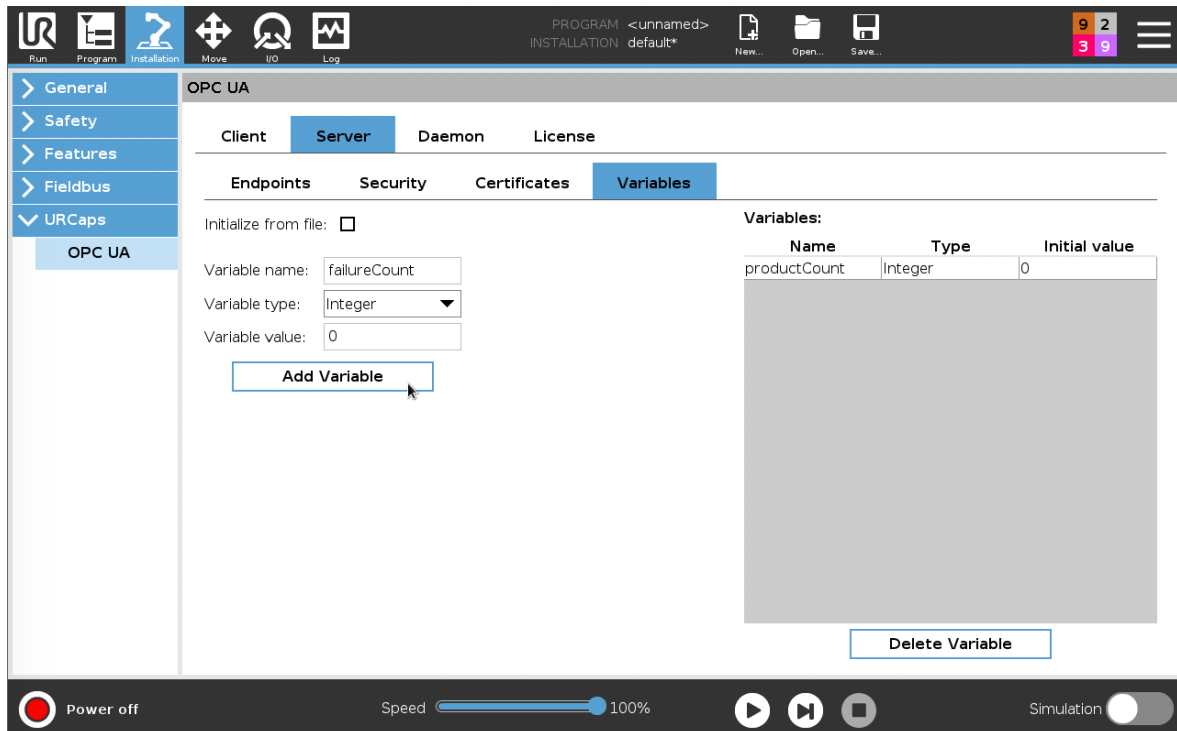 PROGRAM <unnamed>
INSTALLATION default*
UR
Run Program Installation Move I/O Log New... Open... Save...
9 2
3 9
General
Safety
Features
Fieldbus
URCaps
OPC UA
OPC UA
Client Server Daemon License
Endpoints Security Certificates Variables
Initialize from file:
Variable name: failureCount
Variable type: Integer
Variable value: 0
Add Variable
Variables:
Name Type Initial value
productCount Integer 0
Delete Variable
Power off Speed 100% Simulation